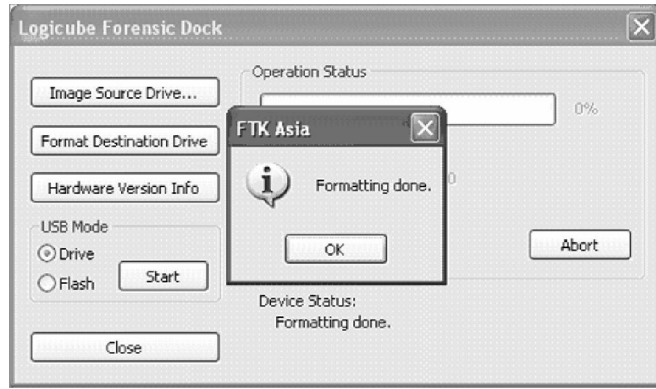 Logicube Forensic Dock
Image Source Drive...
Format Destination Drive
Hardware Version Info
USB Mode
Drive
Flash
Start
Close
Operation Status
0%
FTK Asia
Formatting done.
OK
0
Abort
Device Status:
Formatting done.